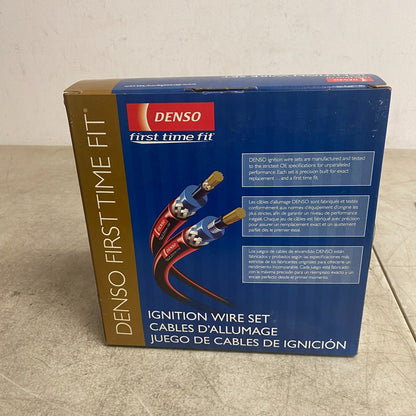 DENSO
first time fit®
DENSO FIRST TIME FIT®
DENSO ignition wire sets are manufactured and tested
to the strictest OE specifications for unparalleled
performance. Each set is precision built for exact
replacement . . . and a first time fit.
Les câbles d'allumage DENSO sont fabriqués et testés
conformément aux normes d'équipement d'origine les
plus strictes, afin de garantir un niveau de performance
inégalé. Chaque jeu de câbles est fabriqué avec précision
pour assurer un remplacement exact et un ajustement
parfait dès le premier essai.
Los juegos de cables de encendido DENSO están
fabricados y probados según las especificaciones más
estrictas de los fabricantes originales para ofrecerle un
rendimiento incomparable. Cada juego está fabricado
con la máxima precisión para un reemplazo exacto y un
encaje perfecto desde el primer momento.
IGNITION WIRE SET
CABLES D'ALLUMAGE
JUEGO DE CABLES DE IGNICIÓN